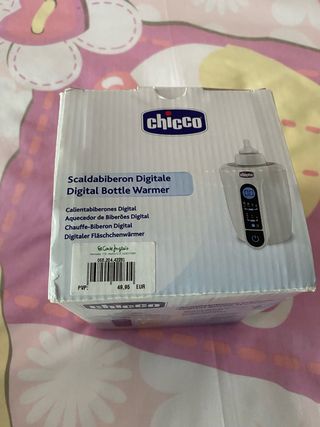 chicco
Scaldabiberon Digitale
Digital Bottle Warmer
Calientabiberones Digital
Aquecedor de Biberões Digital
Chauffe-Biberon Digital
Digitaler Fläschchenwärmer
El Corte Inglés
PVP: 49,95 EUR